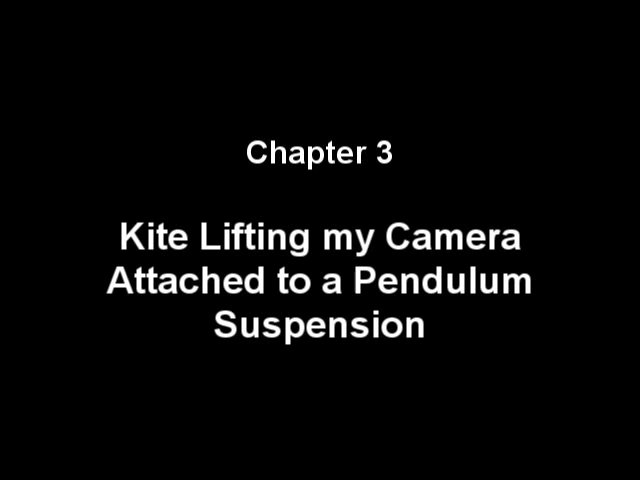 Chapter 3
Kite Lifting my Camera
Attached to a Pendulum
Suspension